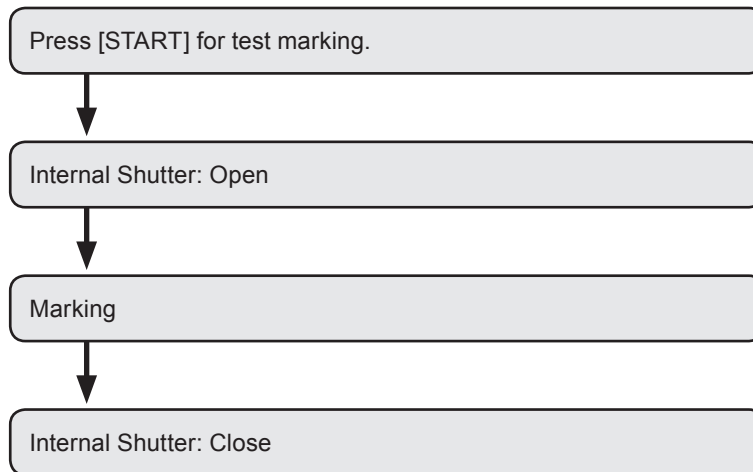 Press [START] for test marking.
Internal Shutter: Open
Marking
Internal Shutter: Close